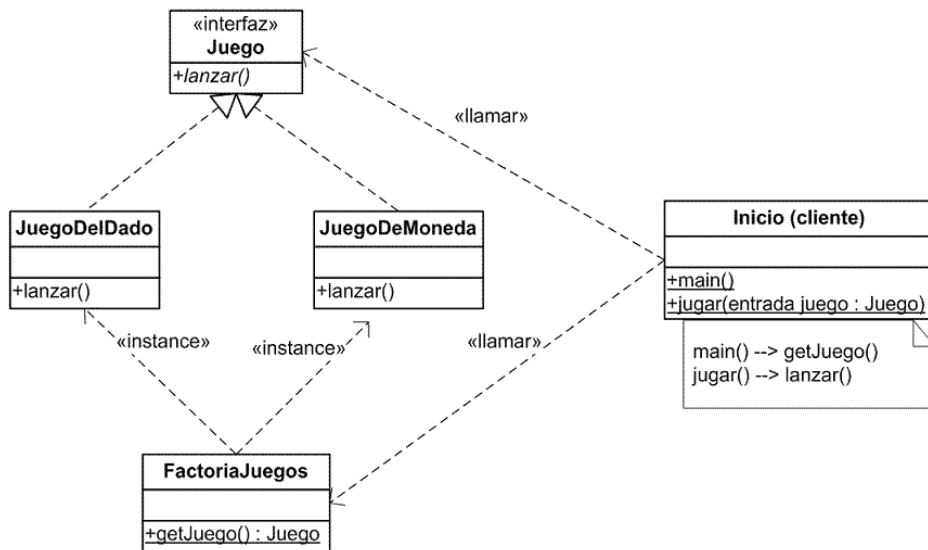 «interfaz»
Juego
+lanzar()
«llamar»
JuegoDelDado
+lanzar()
JuegoDeMoneda
+lanzar()
Inicio (cliente)
+main()
+jugar(entrada juego : Juego)
main() --> getJuego()
jugar() --> lanzar()
«instance»
«instance»
«llamar»
FactoriaJuegos
+getJuego() : Juego